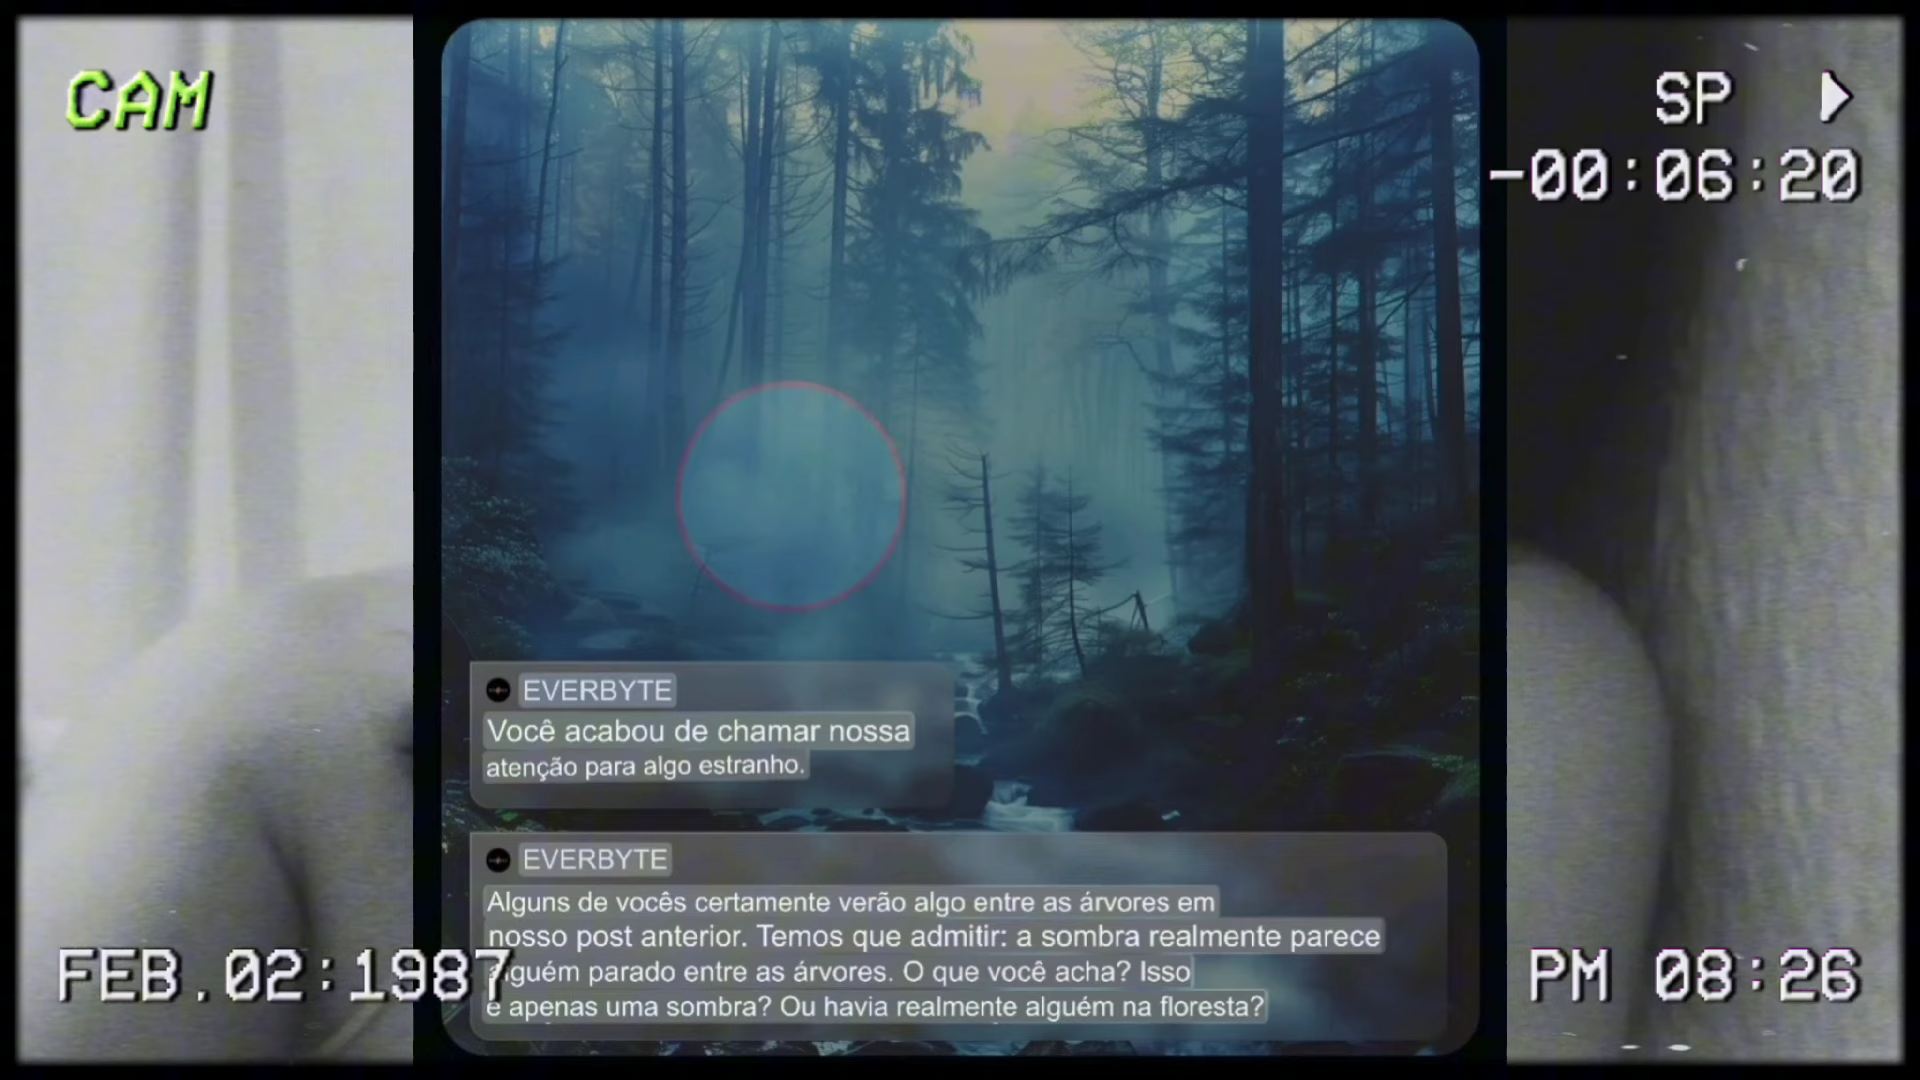 CAM
SP
-00:06:20
EVERBYTE
Você acabou de chamar nossa
atenção para algo estranho.
EVERBYTE
Alguns de vocês certamente verão algo entre as árvores em
nosso post anterior. Temos que admitir: a sombra realmente parece
alguém parado entre as árvores. O que você acha? Isso
é apenas uma sombra? Ou havia realmente alguém na floresta?
FEB.02:1987
PM 08:26